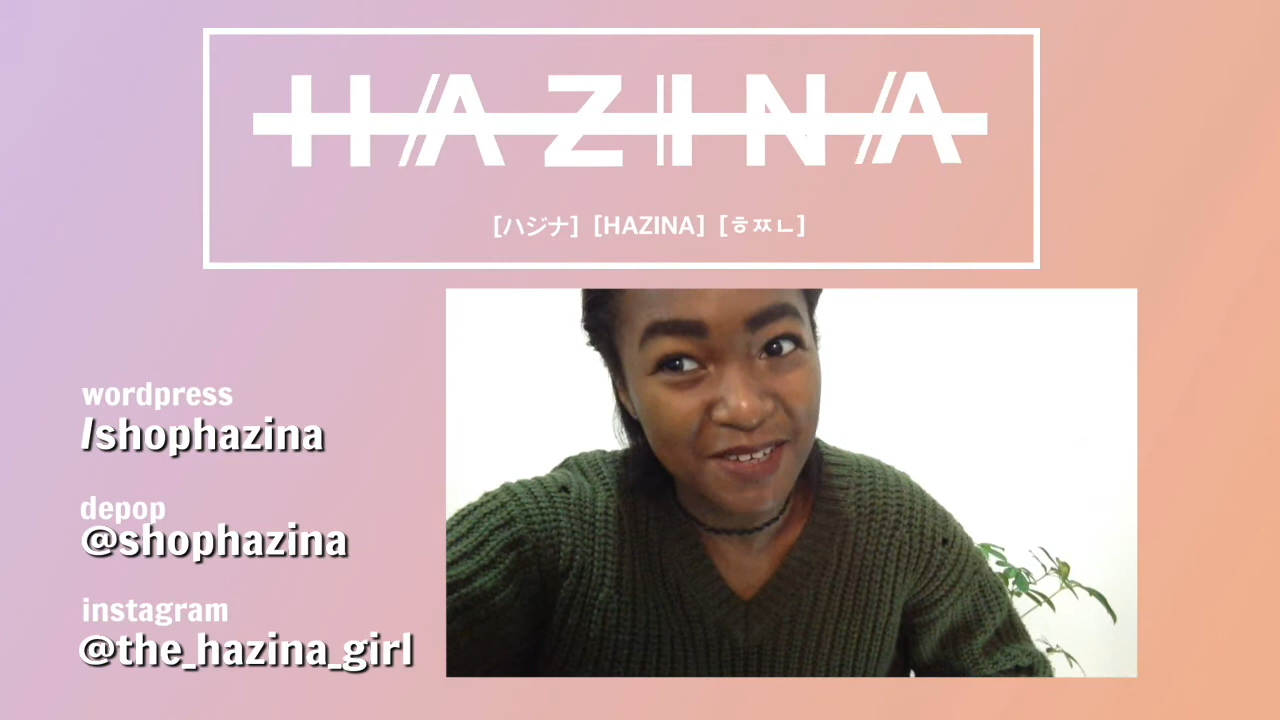 HAZINA
[ハジナ] [HAZINA] [ㅎㅉㄴ]
wordpress
/shophazina
depop
@shophazina
instagram
@the_hazina_girl